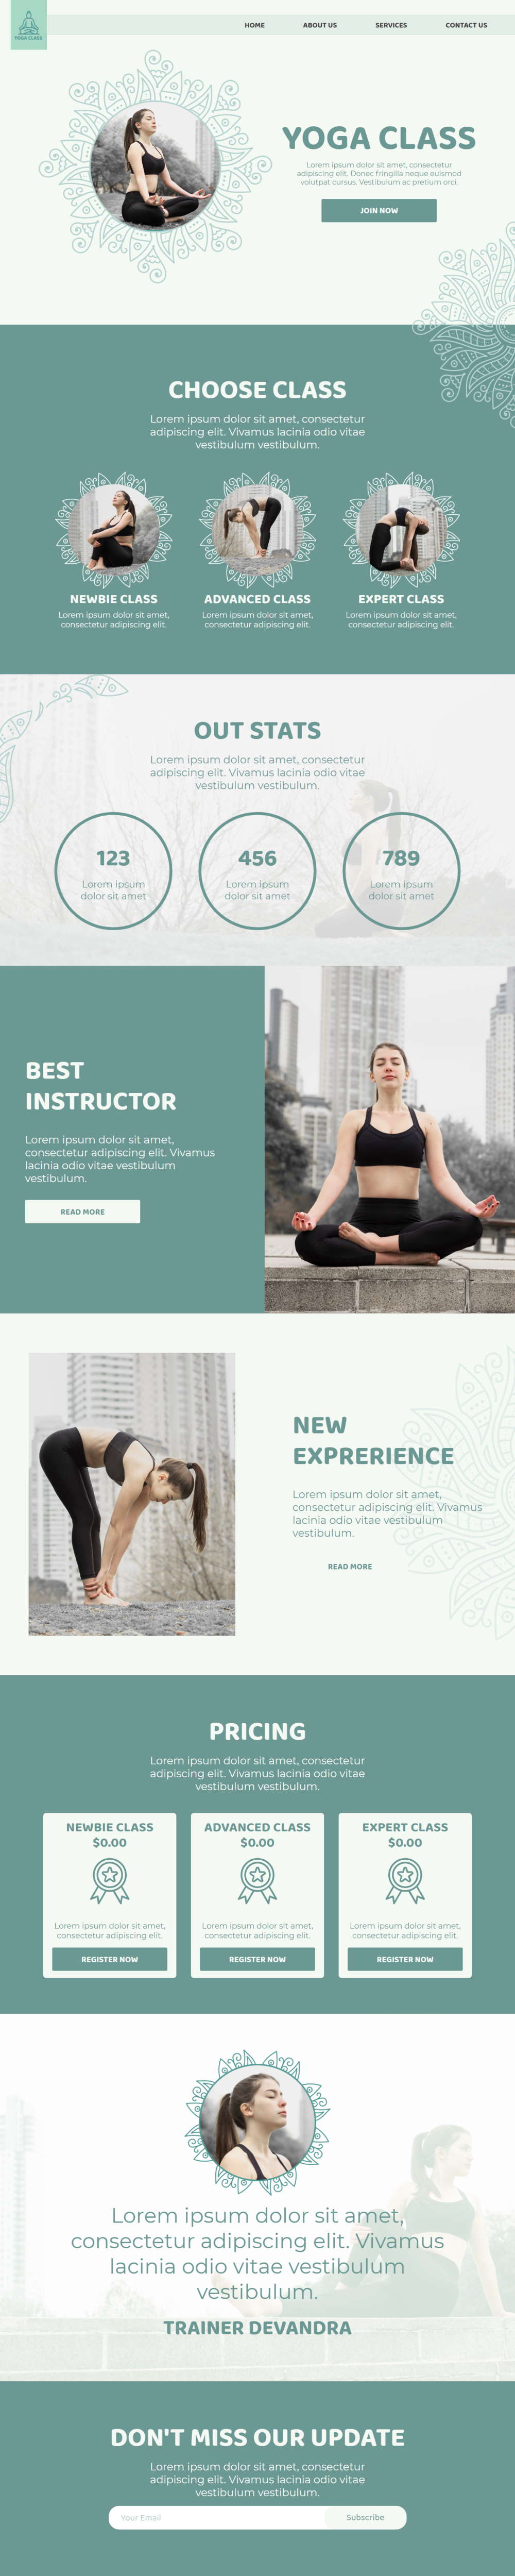 YOGA CLASS
HOME
ABOUT US
SERVICES
CONTACT US
YOGA CLASS
Lorem ipsum dolor sit amet, consectetur
adipiscing elit. Donec fringilla neque euismod
volutpat cursus. Vestibulum ac pretium orci.
JOIN NOW
CHOOSE CLASS
Lorem ipsum dolor sit amet, consectetur
adipiscing elit. Vivamus lacinia odio vitae
vestibulum vestibulum.
NEWBIE CLASS
Lorem ipsum dolor sit amet,
consectetur adipiscing elit.
ADVANCED CLASS
Lorem ipsum dolor sit amet,
consectetur adipiscing elit.
EXPERT CLASS
Lorem ipsum dolor sit amet,
consectetur adipiscing elit.
OUT STATS
Lorem ipsum dolor sit amet, consectetur
adipiscing elit. Vivamus lacinia odio vitae
vestibulum vestibulum.
123
Lorem ipsum
dolor sit amet
456
Lorem ipsum
dolor sit amet
789
Lorem ipsum
dolor sit amet
BEST
INSTRUCTOR
Lorem ipsum dolor sit amet,
consectetur adipiscing elit. Vivamus
lacinia odio vitae vestibulum
vestibulum.
READ MORE
NEW
EXPRERIENCE
Lorem ipsum dolor sit amet,
consectetur adipiscing elit. Vivamus
lacinia odio vitae vestibulum
vestibulum.
READ MORE
PRICING
Lorem ipsum dolor sit amet, consectetur
adipiscing elit. Vivamus lacinia odio vitae
vestibulum vestibulum.
NEWBIE CLASS
$0.00
Lorem ipsum dolor sit amet,
consectetur adipiscing elit.
REGISTER NOW
ADVANCED CLASS
$0.00
Lorem ipsum dolor sit amet,
consectetur adipiscing elit.
REGISTER NOW
EXPERT CLASS
$0.00
Lorem ipsum dolor sit amet,
consectetur adipiscing elit.
REGISTER NOW
Lorem ipsum dolor sit amet,
consectetur adipiscing elit. Vivamus
lacinia odio vitae vestibulum
vestibulum.
TRAINER DEVANDRA
DON'T MISS OUR UPDATE
Lorem ipsum dolor sit amet, consectetur
adipiscing elit. Vivamus lacinia odio vitae
vestibulum vestibulum.
Your Email
Subscribe